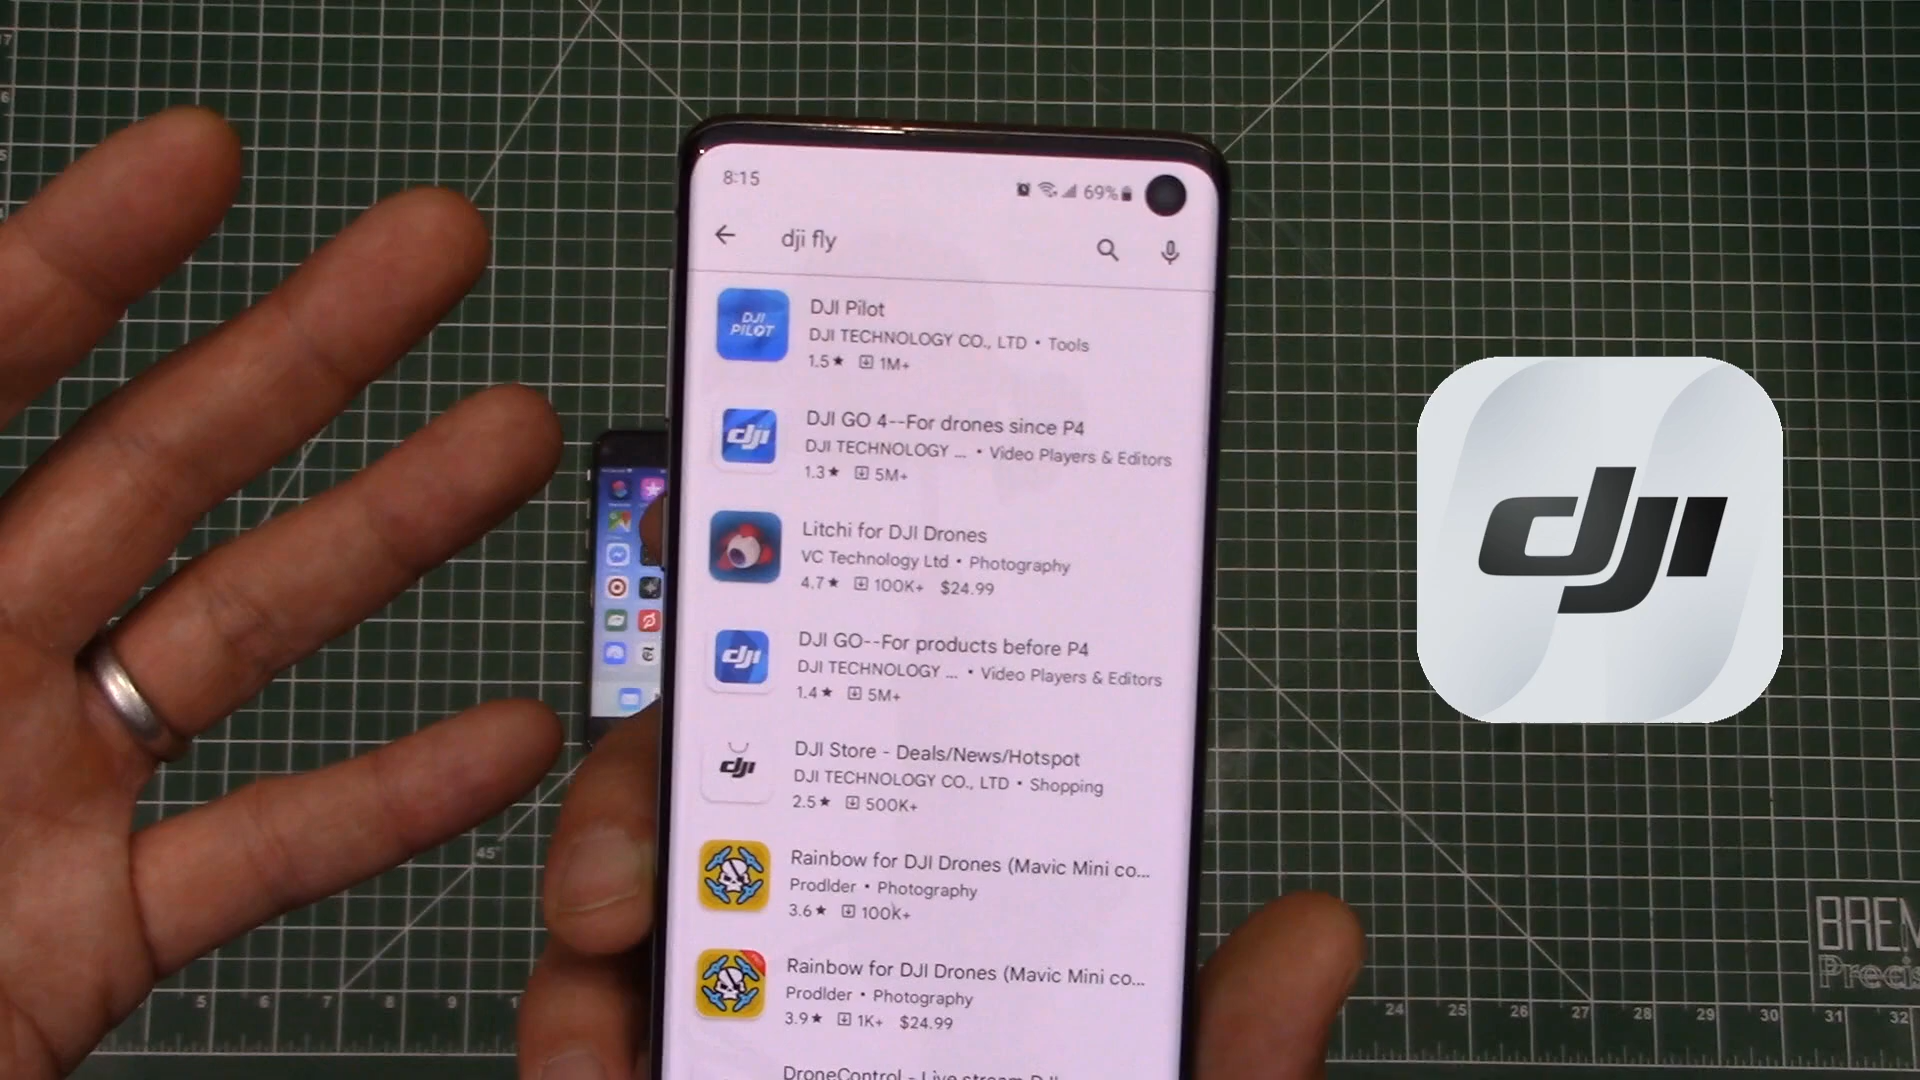 8:15
69%
dji fly
DJI PILOT
DJI Pilot
DJI TECHNOLOGY CO., LTD • Tools
1.5★ 1M+
dji
DJI GO 4--For drones since P4
DJI TECHNOLOGY ... • Video Players & Editors
1.3★ 5M+
Litchi for DJI Drones
VC Technology Ltd • Photography
4.7★ 100K+ $24.99
dji
DJI GO--For products before P4
DJI TECHNOLOGY ... • Video Players & Editors
1.4★ 5M+
dji
DJI Store - Deals/News/Hotspot
DJI TECHNOLOGY CO., LTD • Shopping
2.5★ 500K+
Rainbow for DJI Drones (Mavic Mini co...
Prodlder • Photography
3.6★ 100K+
Rainbow for DJI Drones (Mavic Mini co...
Prodlder • Photography
3.9★ 1K+ $24.99
DroneControl - Live stream DJI
dji
45°
5 6 7 8 9
24 25 26 27 28 29 30 31 32
BREM
Precis